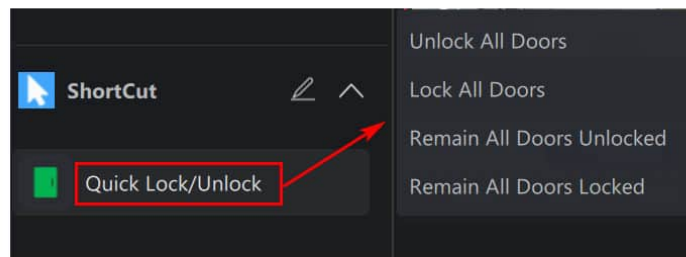 ShortCut
Quick Lock/Unlock
Unlock All Doors
Lock All Doors
Remain All Doors Unlocked
Remain All Doors Locked